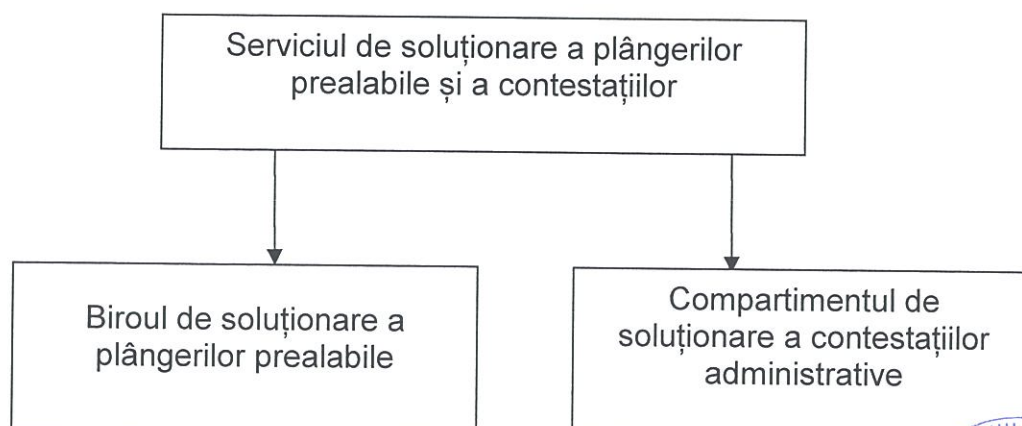 Serviciul de soluționare a plângerilor
prealabile și a contestațiilor
Biroul de soluționare a
plângerilor prealabile
Compartimentul de
soluționare a contestațiilor
administrative